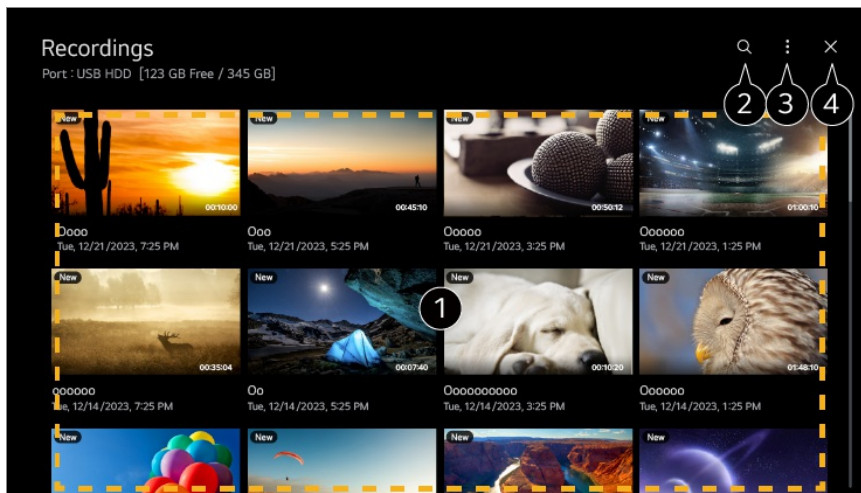 Recordings
Port : USB HDD [123 GB Free / 345 GB]
2 3 4
New New New New
00:10:00 00:45:10 00:50:12 01:00:10
Oooo Ooo Ooooo Oooooo
Tue, 12/21/2023, 7:25 PM Tue, 12/21/2023, 5:25 PM Tue, 12/21/2023, 3:25 PM Tue, 12/21/2023, 1:25 PM
New New New New
1
00:35:04 00:07:40 00:10:20 01:48:10
oooooo Oo Oooooooooo Oooooo
Tue, 12/14/2023, 7:25 PM Tue, 12/14/2023, 5:25 PM Tue, 12/14/2023, 3:25 PM Tue, 12/14/2023, 1:25 PM
New New New New